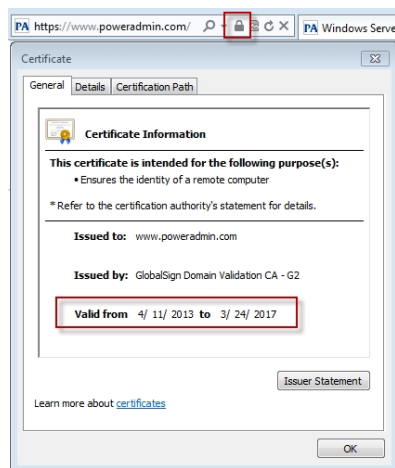 PA https://www.poweradmin.com/
PA Windows Serve
Certificate
General Details Certification Path
Certificate Information
This certificate is intended for the following purpose(s):
• Ensures the identity of a remote computer
* Refer to the certification authority's statement for details.
Issued to: www.poweradmin.com
Issued by: GlobalSign Domain Validation CA - G2
Valid from 4/ 11/ 2013 to 3/ 24/ 2017
Issuer Statement
Learn more about certificates
OK